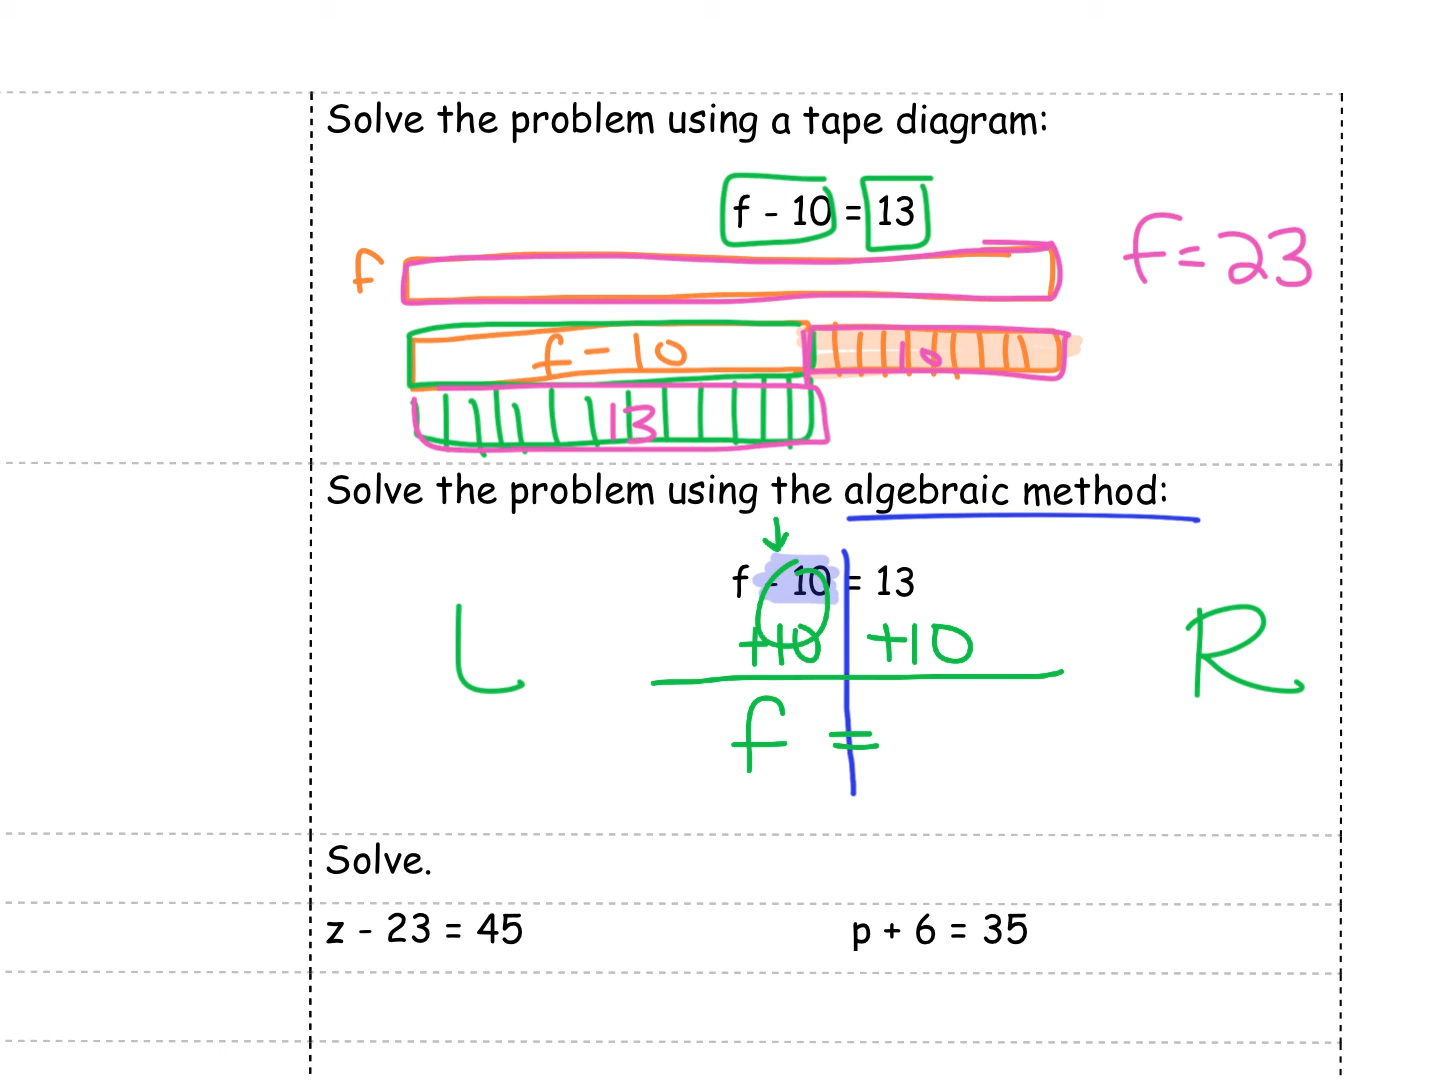 Solve the problem using a tape diagram:
f - 10 = 13
f = 23
f
f - 10 10
13
Solve the problem using the algebraic method:
f - 10 = 13
L +10 +10 R
f =
Solve.
z - 23 = 45 p + 6 = 35